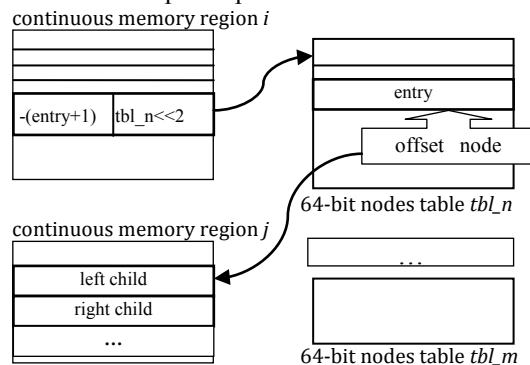 continuous memory region i
-(entry+1) tbl_n<<2
entry
offset node
64-bit nodes table tbl_n
continuous memory region j
left child
right child
...
...
64-bit nodes table tbl_m